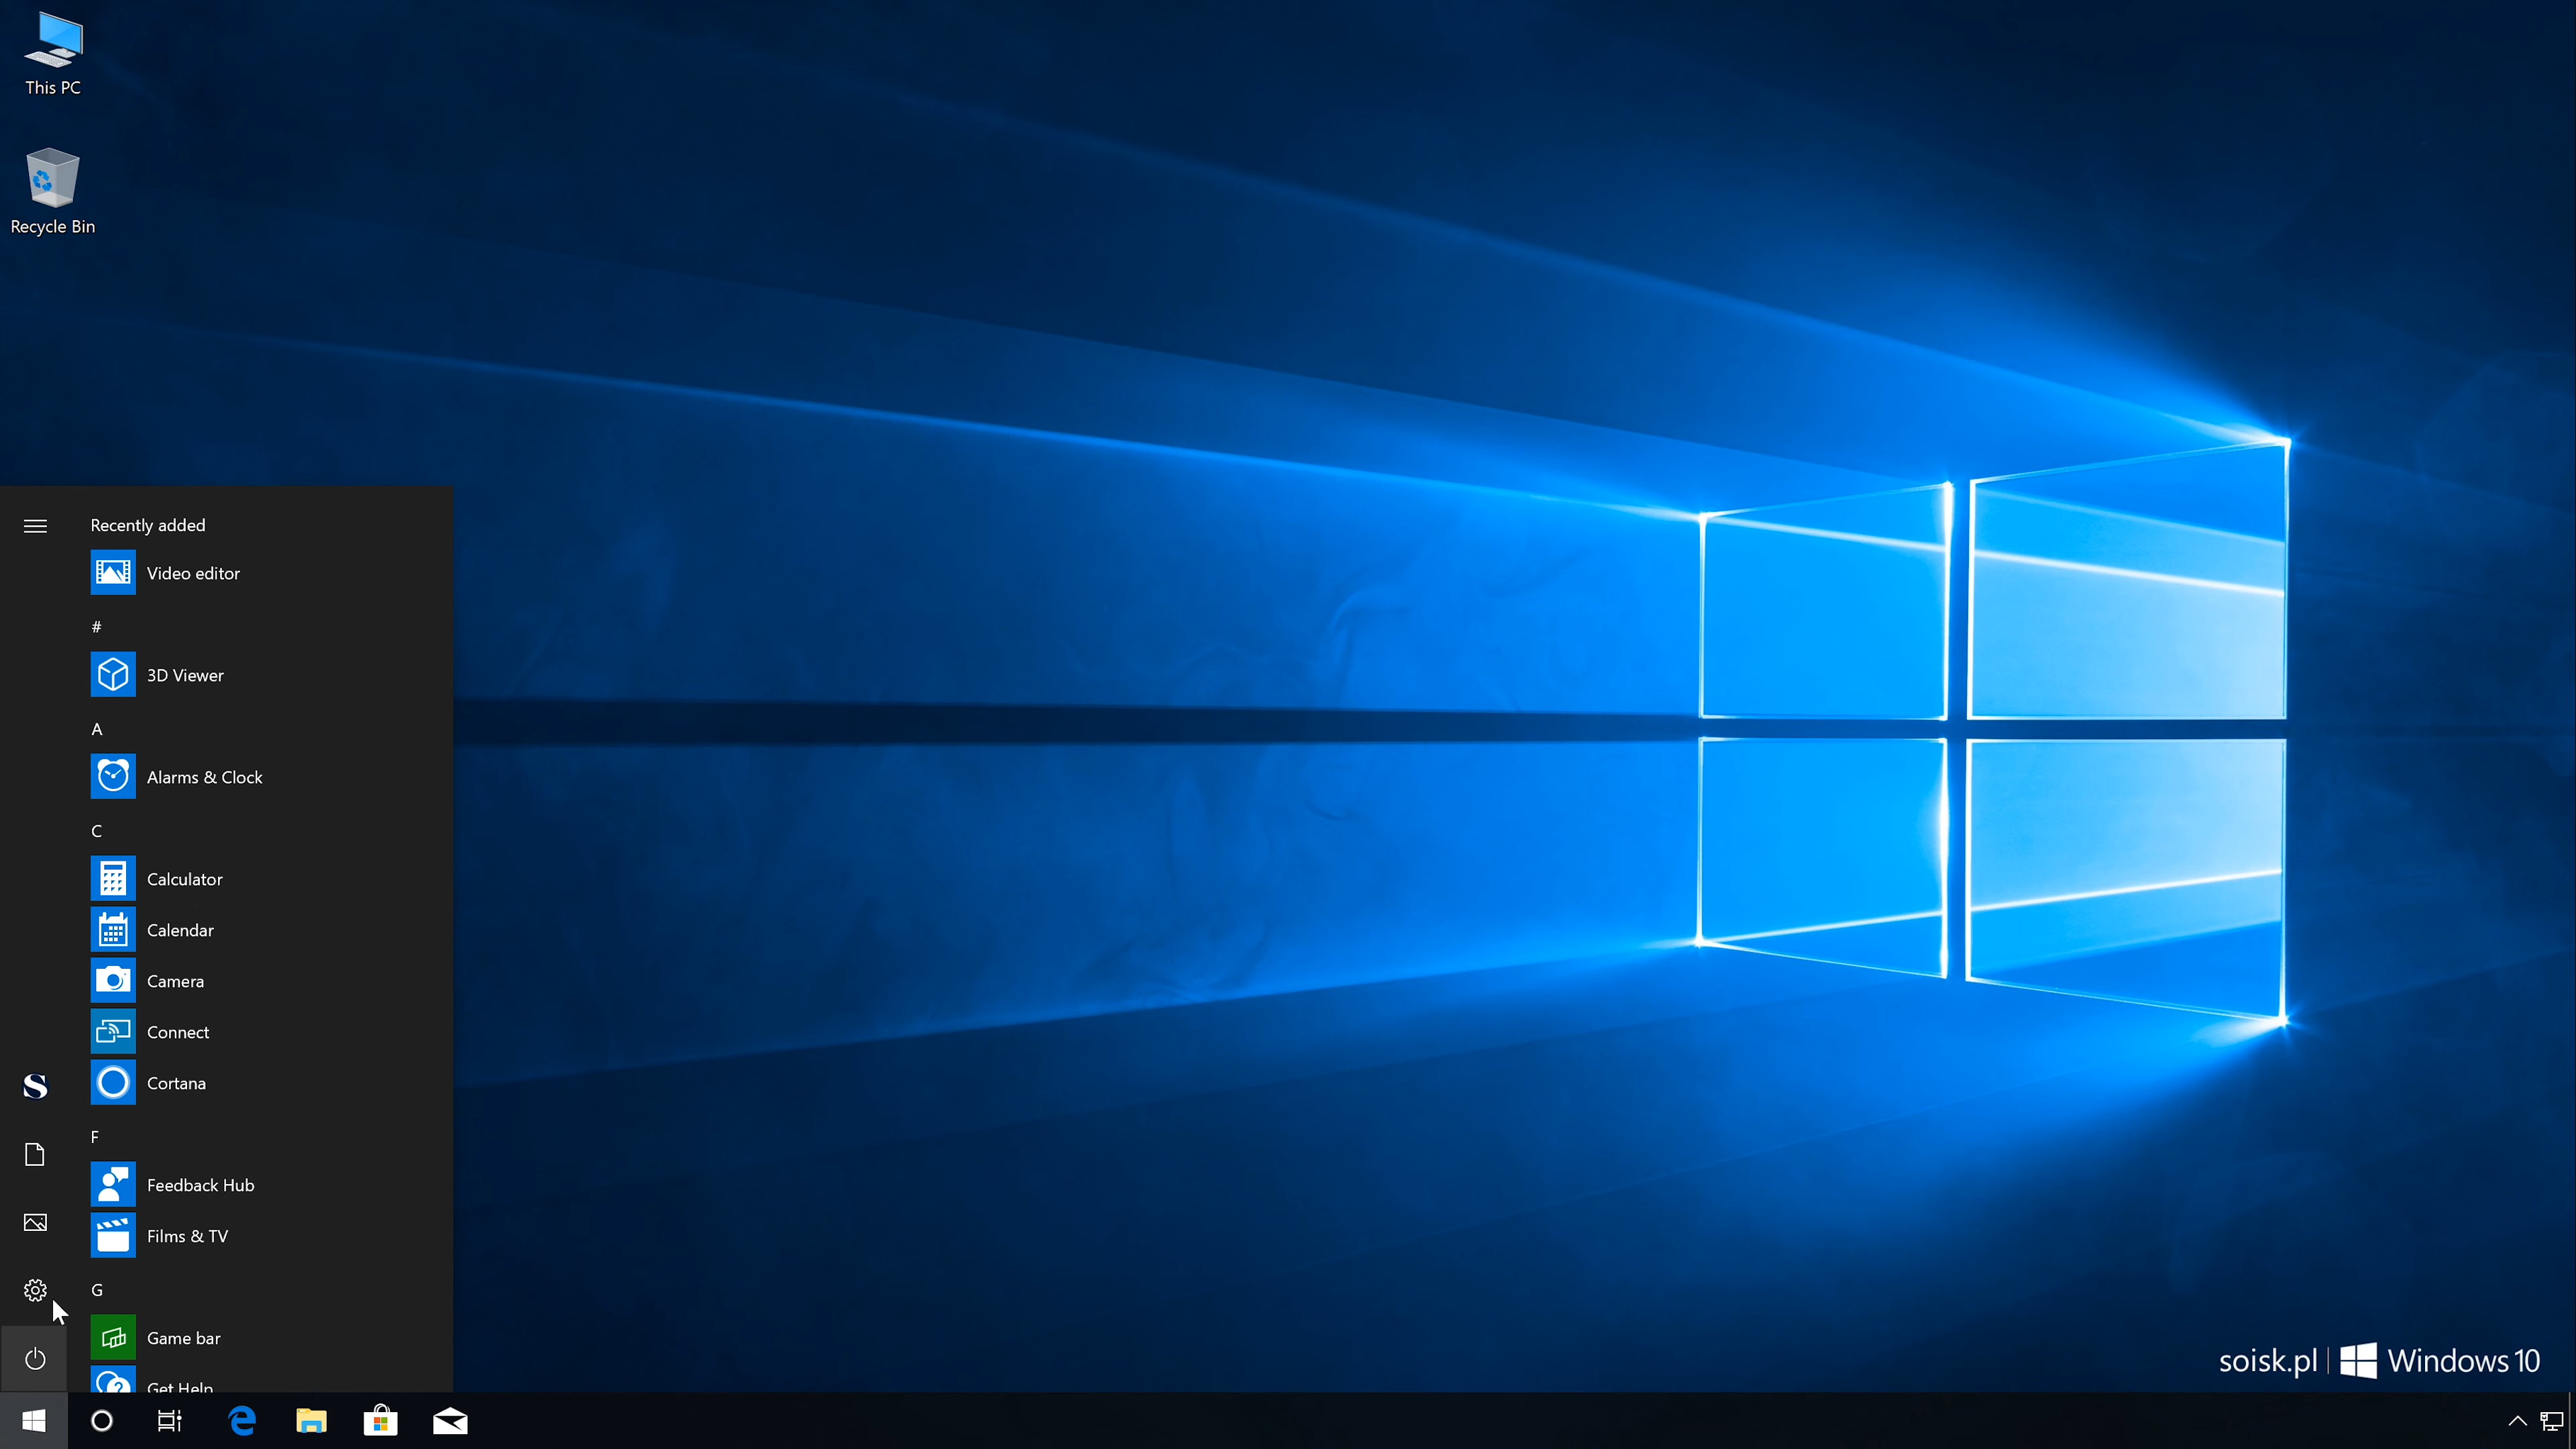 This PC
Recycle Bin
Recently added
Video editor
#
3D Viewer
A
Alarms & Clock
C
Calculator
Calendar
Camera
Connect
Cortana
F
Feedback Hub
Films & TV
G
Game bar
Get Help
soisk.pl | Windows 10